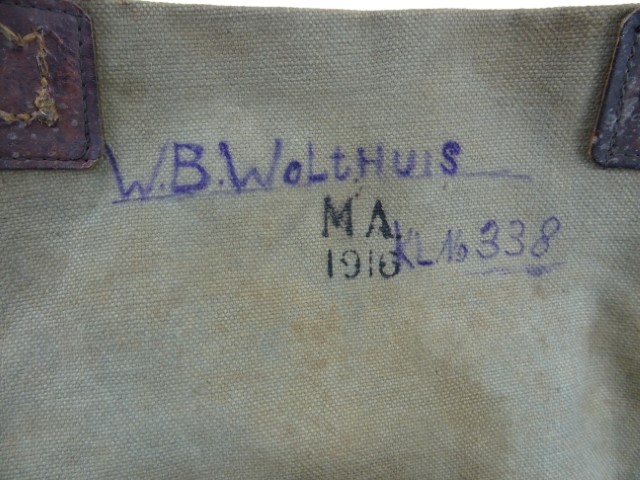 W.B. WOLTHUIS
MA
1916
KL No 338